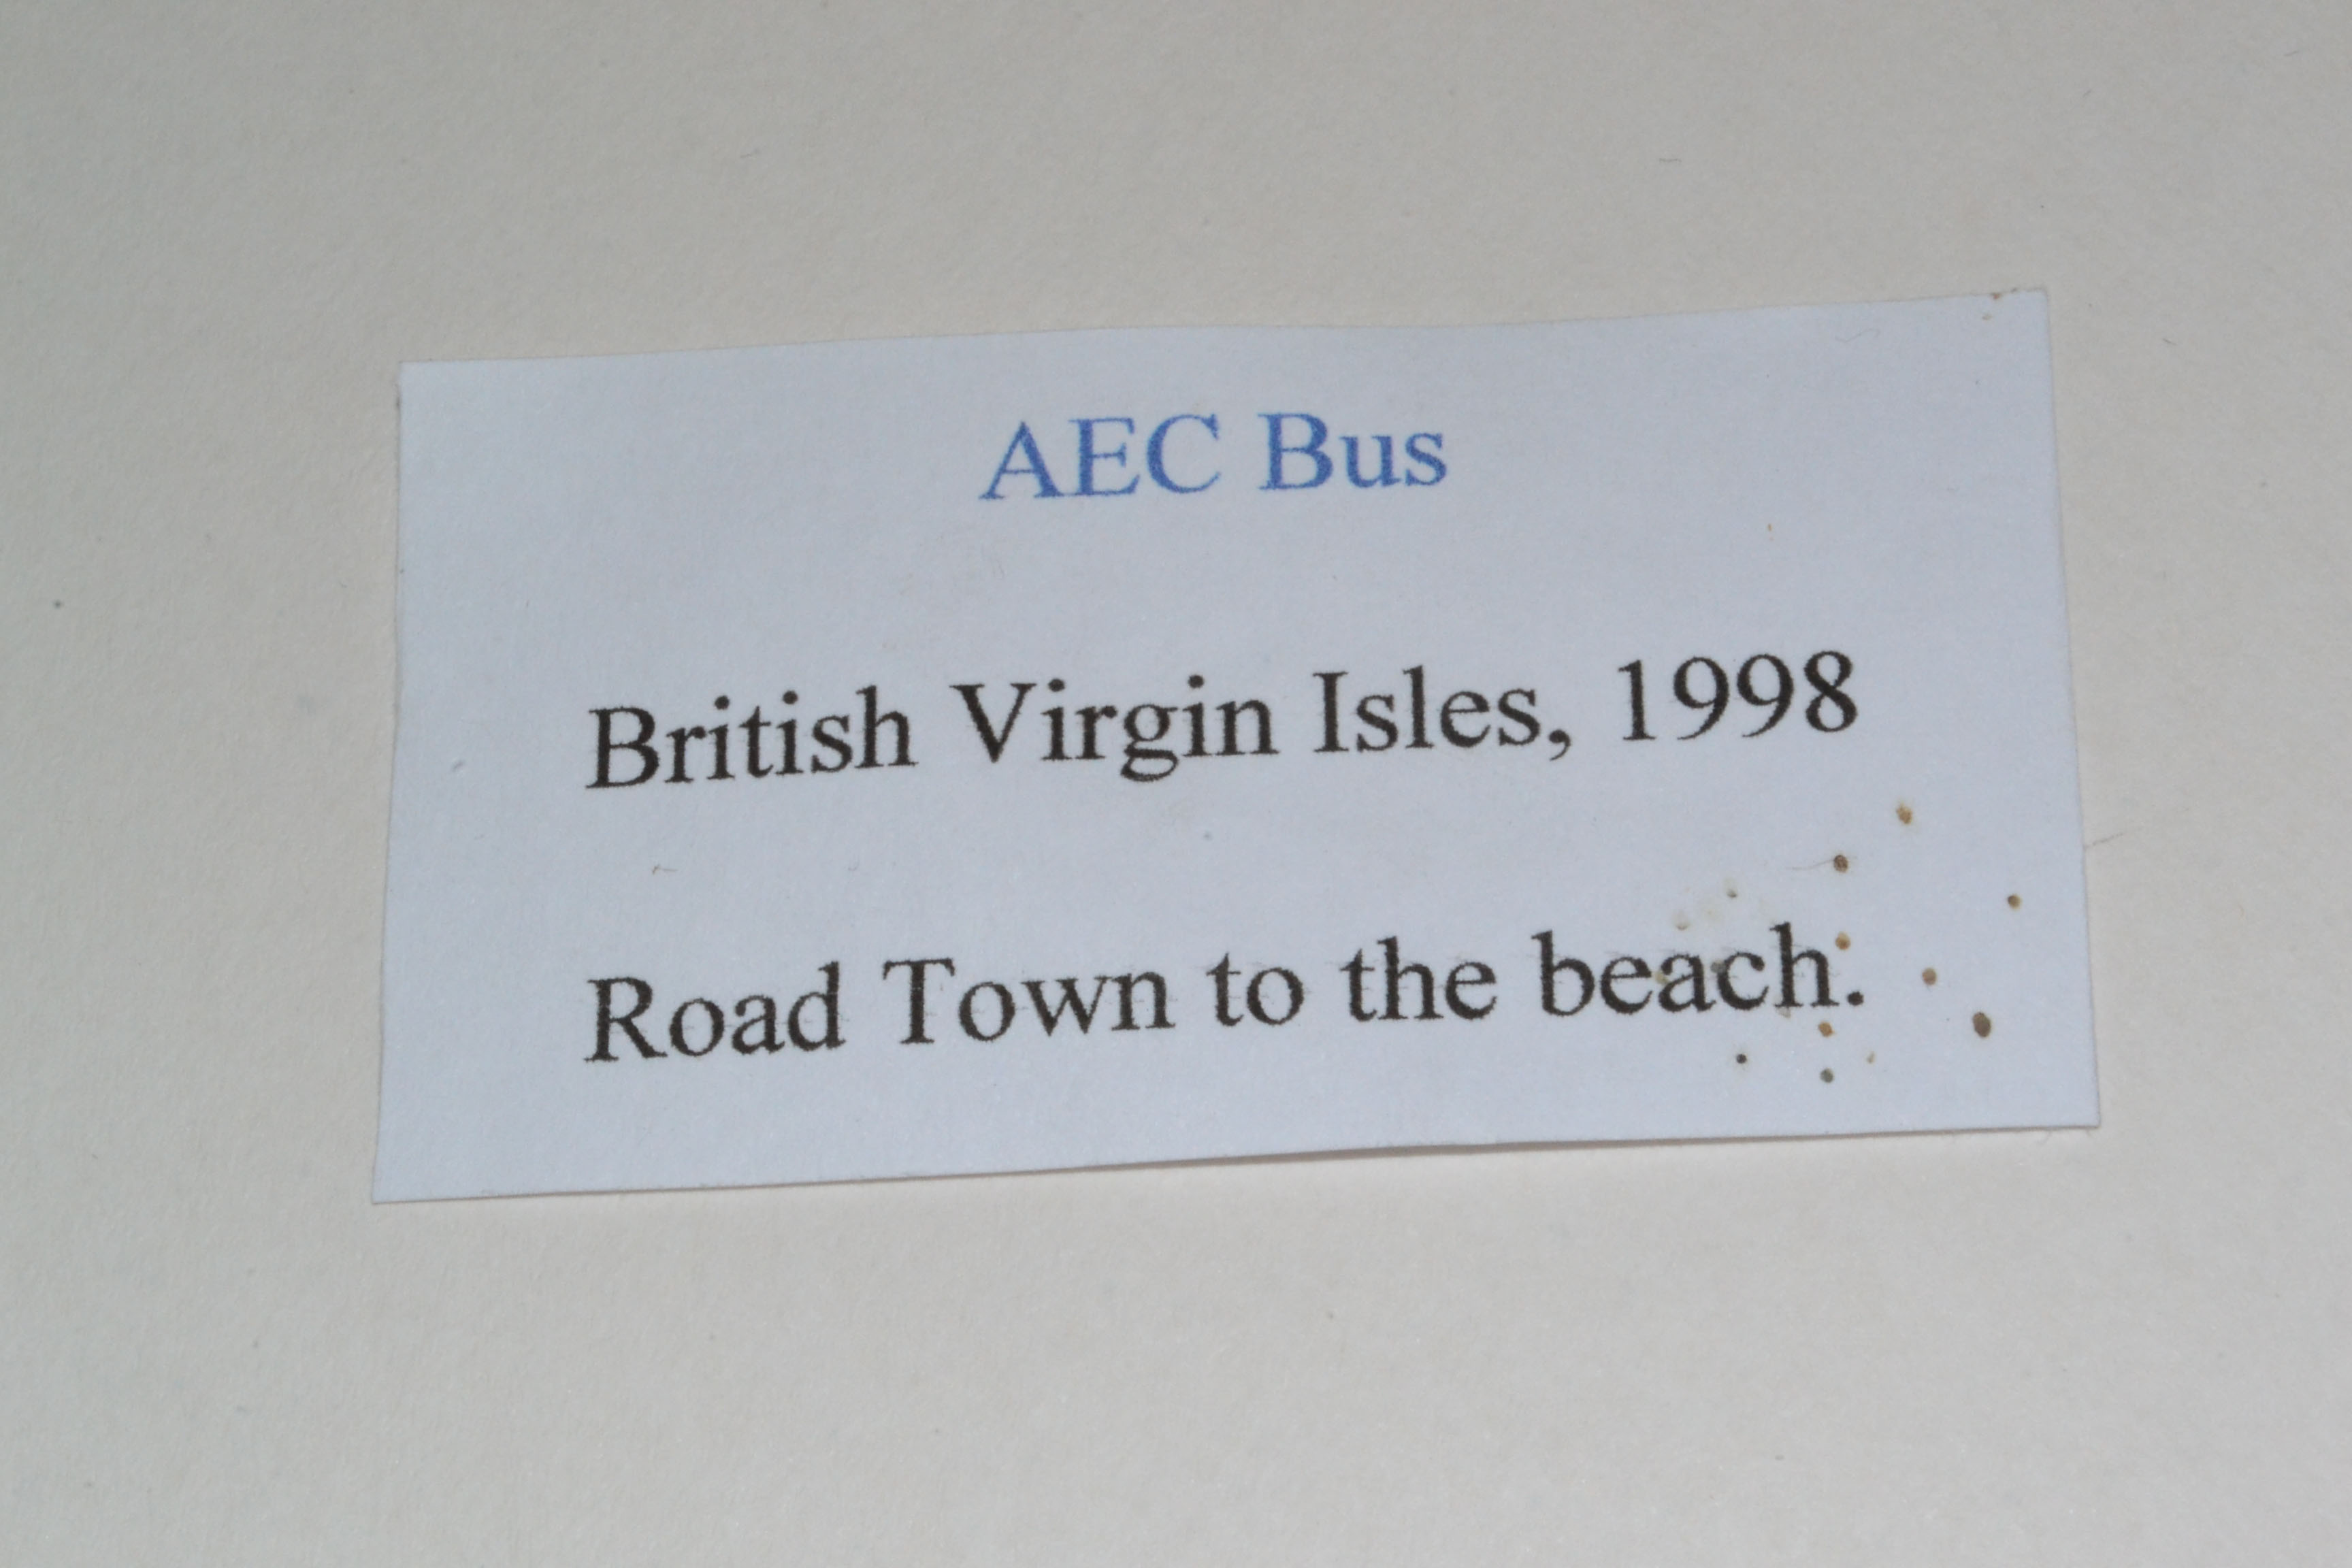 AEC Bus
British Virgin Isles, 1998
Road Town to the beach.